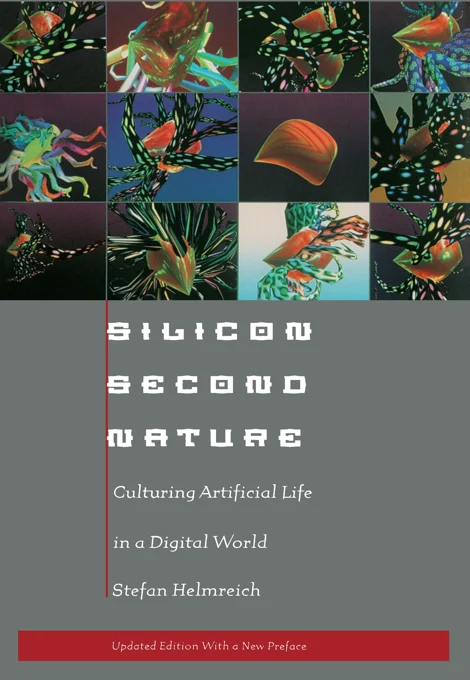 SILICON
SECOND
NATURE
Culturing Artificial Life
in a Digital World
Stefan Helmreich
Updated Edition With a New Preface